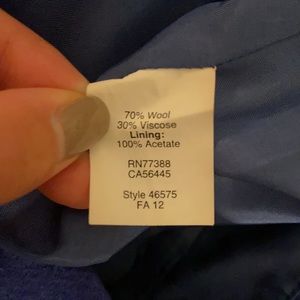 70% Wool
30% Viscose
Lining:
100% Acetate
RN77388
CA56445
Style 46575
FA 12